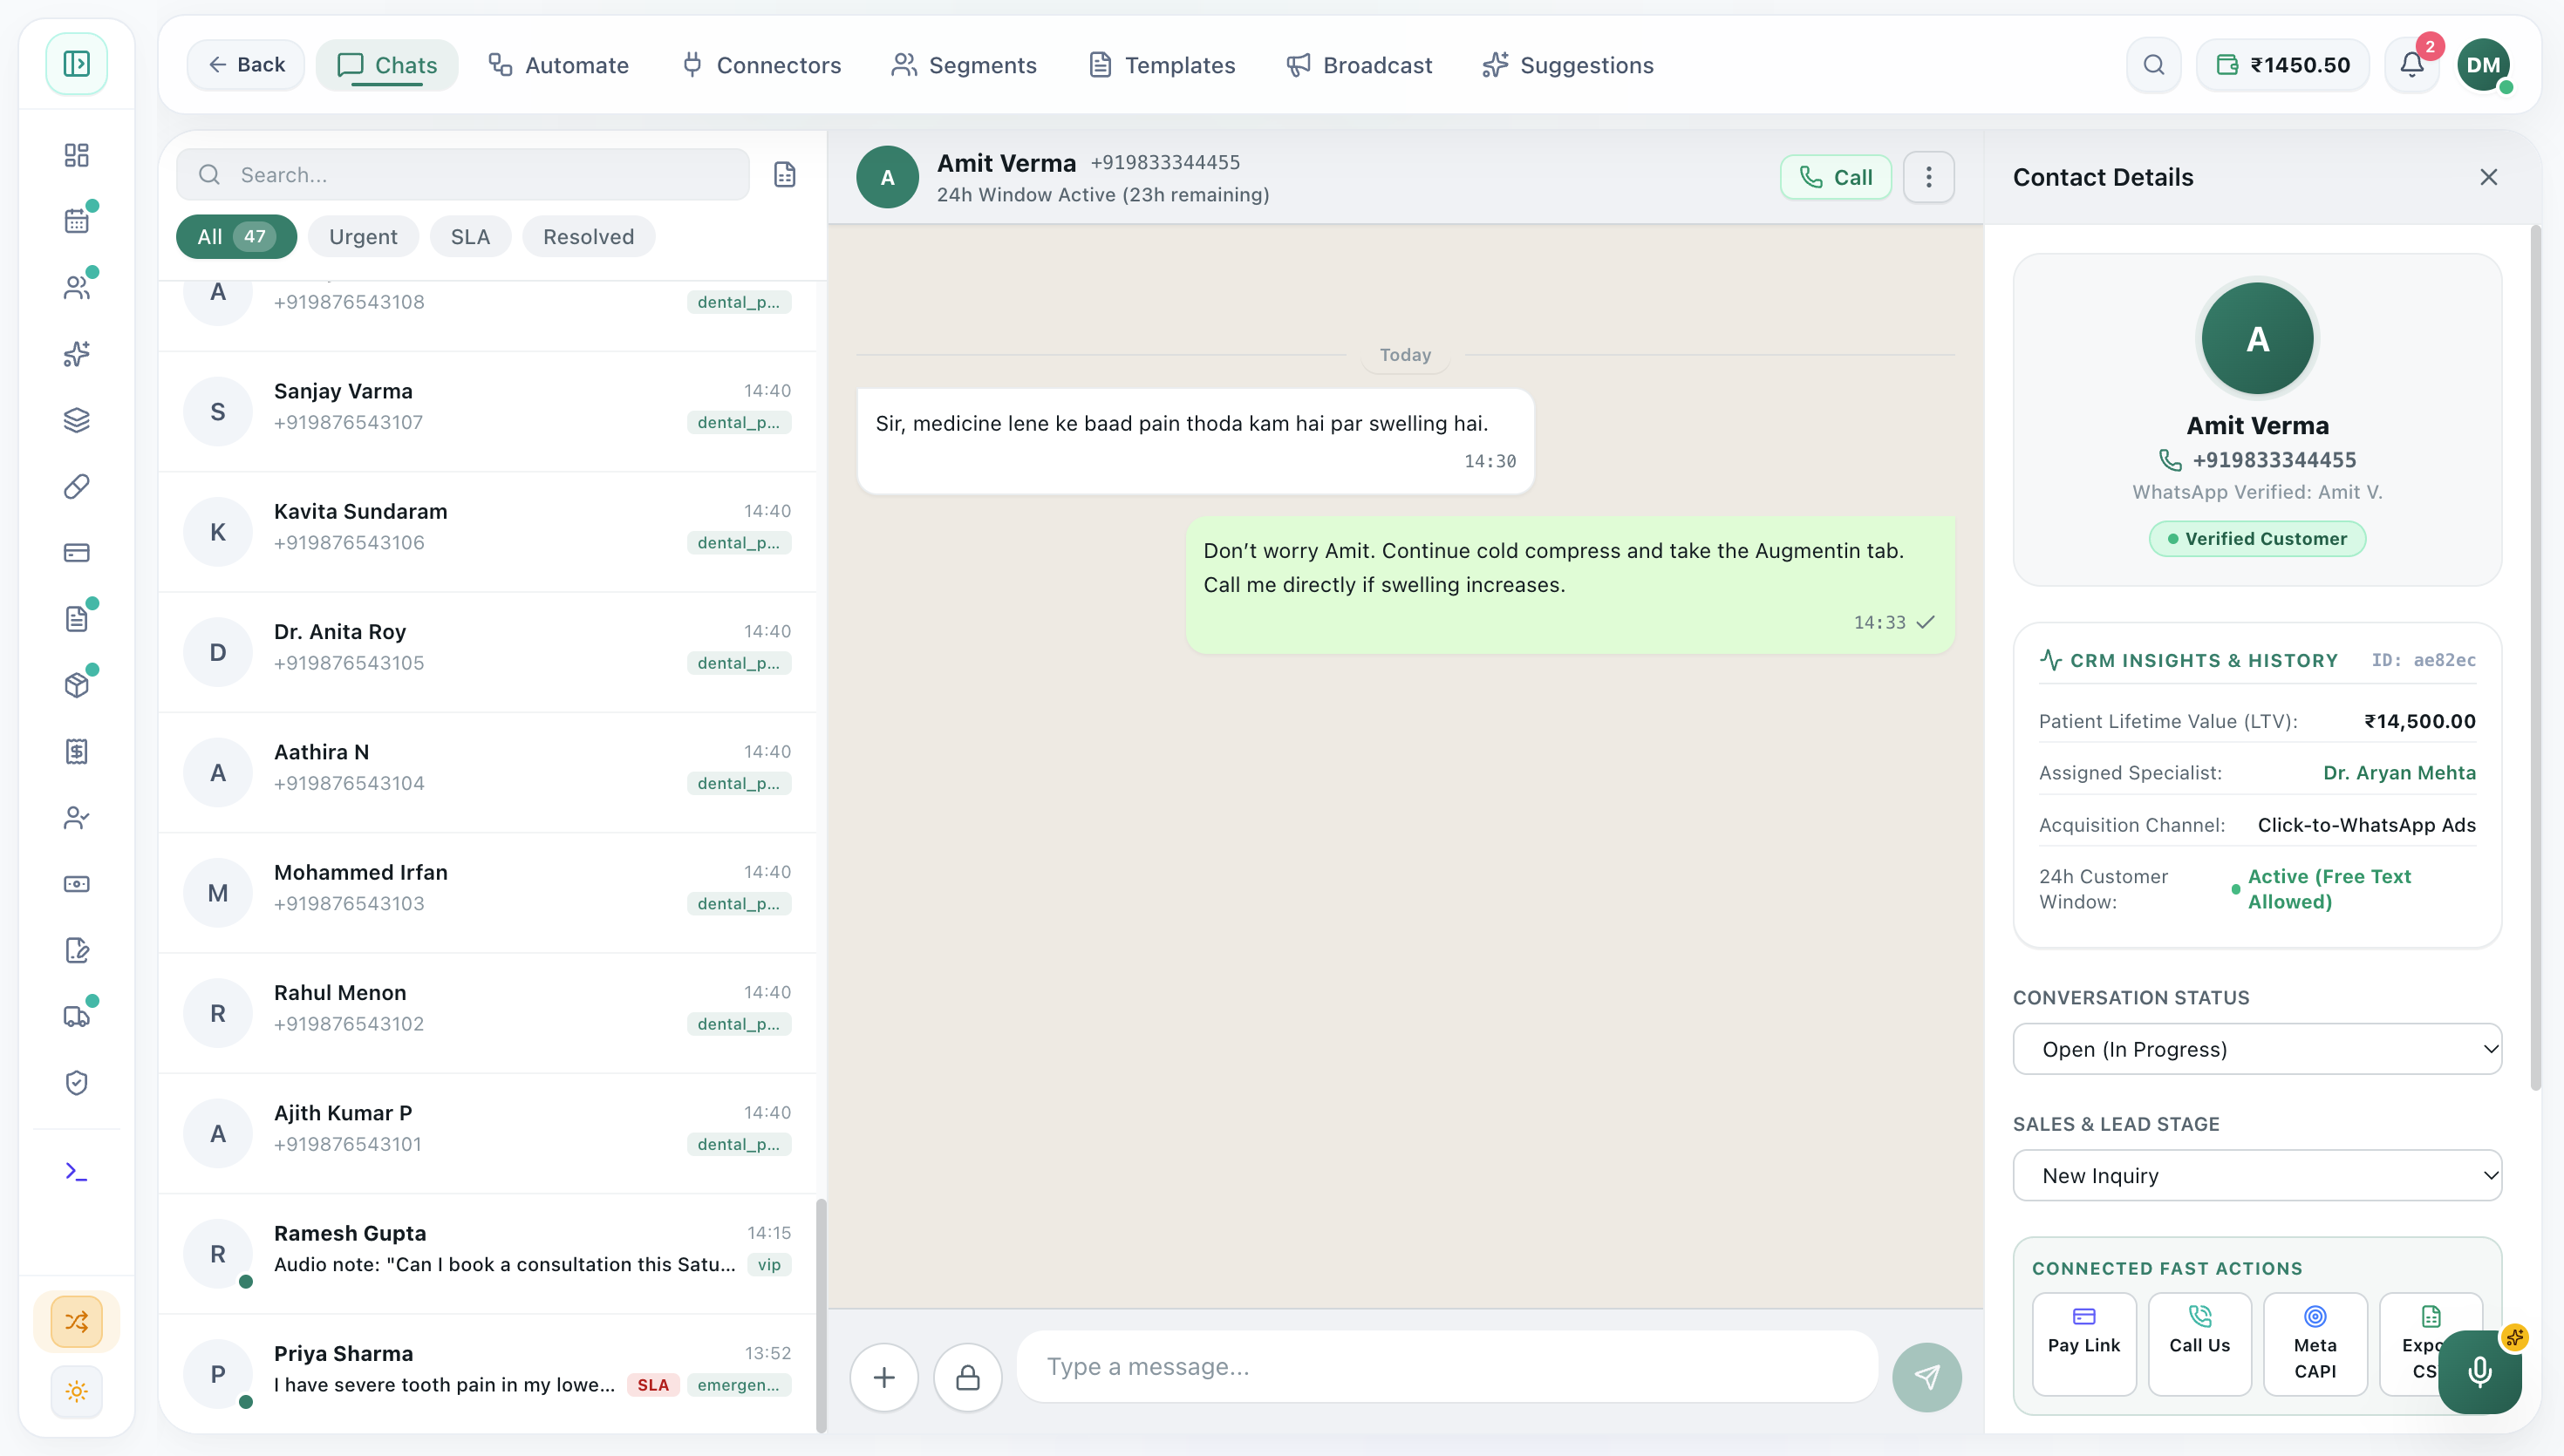 Back
Chats
Automate
Connectors
Segments
Templates
Broadcast
Suggestions
₹1450.50
2
DM
Search...
All 47
Urgent
SLA
Resolved
A
+919876543108
dental_p...
S
Sanjay Varma
14:40
+919876543107
dental_p...
K
Kavita Sundaram
14:40
+919876543106
dental_p...
D
Dr. Anita Roy
14:40
+919876543105
dental_p...
A
Aathira N
14:40
+919876543104
dental_p...
M
Mohammed Irfan
14:40
+919876543103
dental_p...
R
Rahul Menon
14:40
+919876543102
dental_p...
A
Ajith Kumar P
14:40
+919876543101
dental_p...
R
Ramesh Gupta
14:15
Audio note: "Can I book a consultation this Satu...
vip
P
Priya Sharma
13:52
I have severe tooth pain in my lowe...
SLA
emergen...
A
Amit Verma +919833344455
24h Window Active (23h remaining)
Call
Today
Sir, medicine lene ke baad pain thoda kam hai par swelling hai.
14:30
Don’t worry Amit. Continue cold compress and take the Augmentin tab.
Call me directly if swelling increases.
14:33
Type a message...
Contact Details
A
Amit Verma
+919833344455
WhatsApp Verified: Amit V.
Verified Customer
CRM INSIGHTS & HISTORY
ID: ae82ec
Patient Lifetime Value (LTV):
₹14,500.00
Assigned Specialist:
Dr. Aryan Mehta
Acquisition Channel:
Click-to-WhatsApp Ads
24h Customer
Window:
Active (Free Text
Allowed)
CONVERSATION STATUS
Open (In Progress)
SALES & LEAD STAGE
New Inquiry
CONNECTED FAST ACTIONS
Pay Link
Call Us
Meta
CAPI